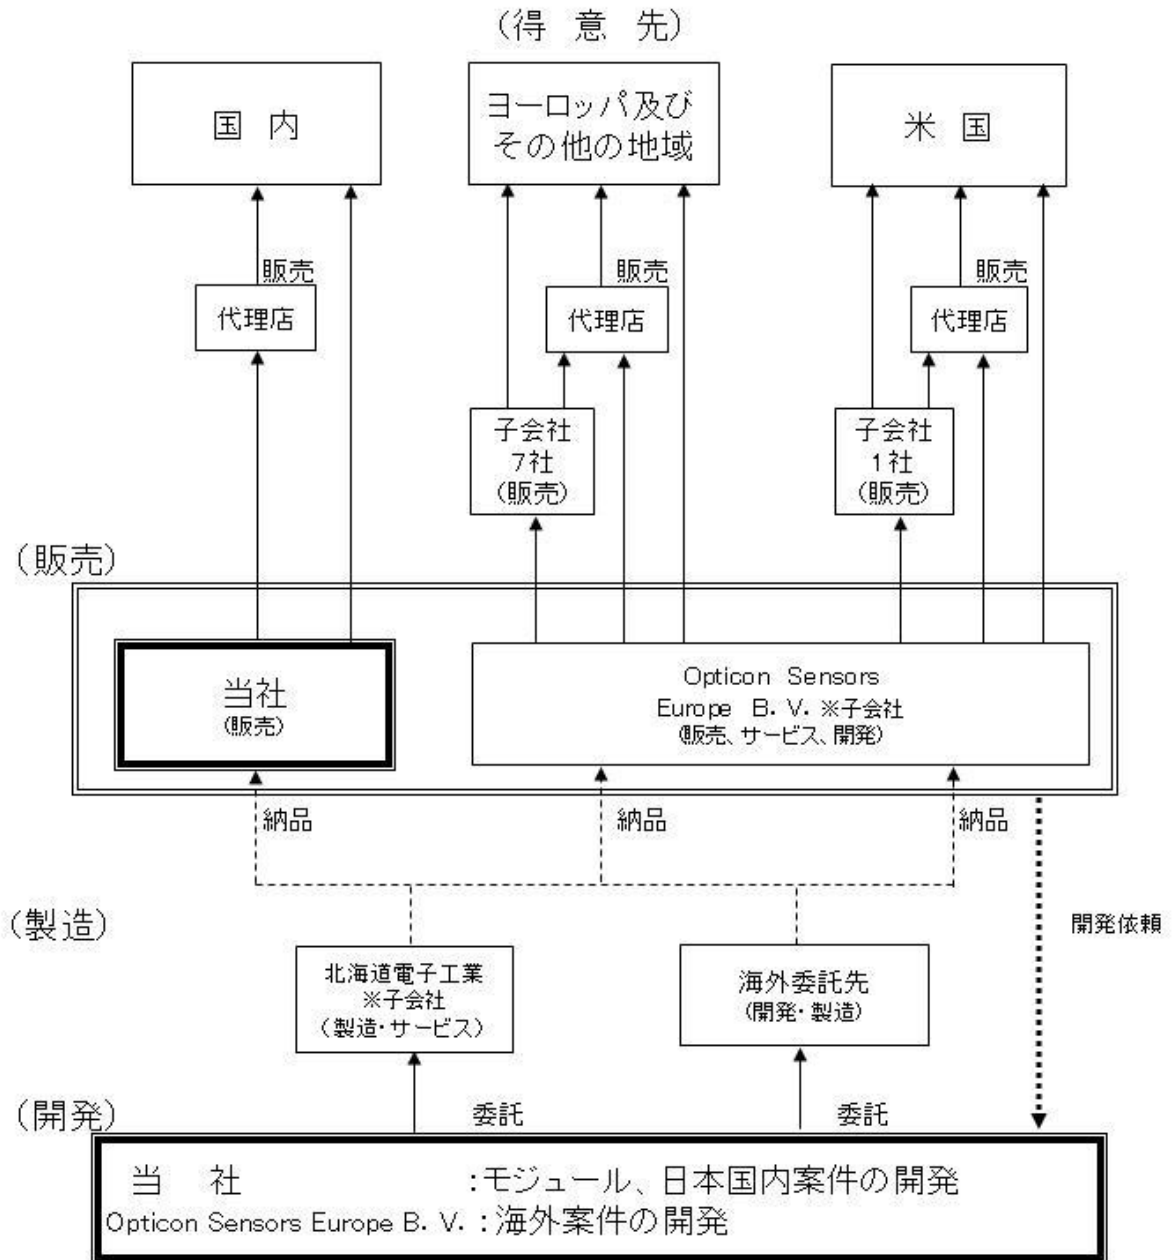 (得 意 先)
国 内
ヨーロッパ及び
その他の地域
米 国
販売
販売
販売
代理店
代理店
代理店
子会社
7社
(販売)
子会社
1社
(販売)
(販売)
当社
(販売)
Opticon Sensors
Europe B. V. ※子会社
(販売、サービス、開発)
納品
納品
納品
(製造)
開発依頼
北海道電子工業
※子会社
(製造・サービス)
海外委託先
(開発・製造)
(開発)
委託
委託
当 社 :モジュール、日本国内案件の開発
Opticon Sensors Europe B. V. :海外案件の開発